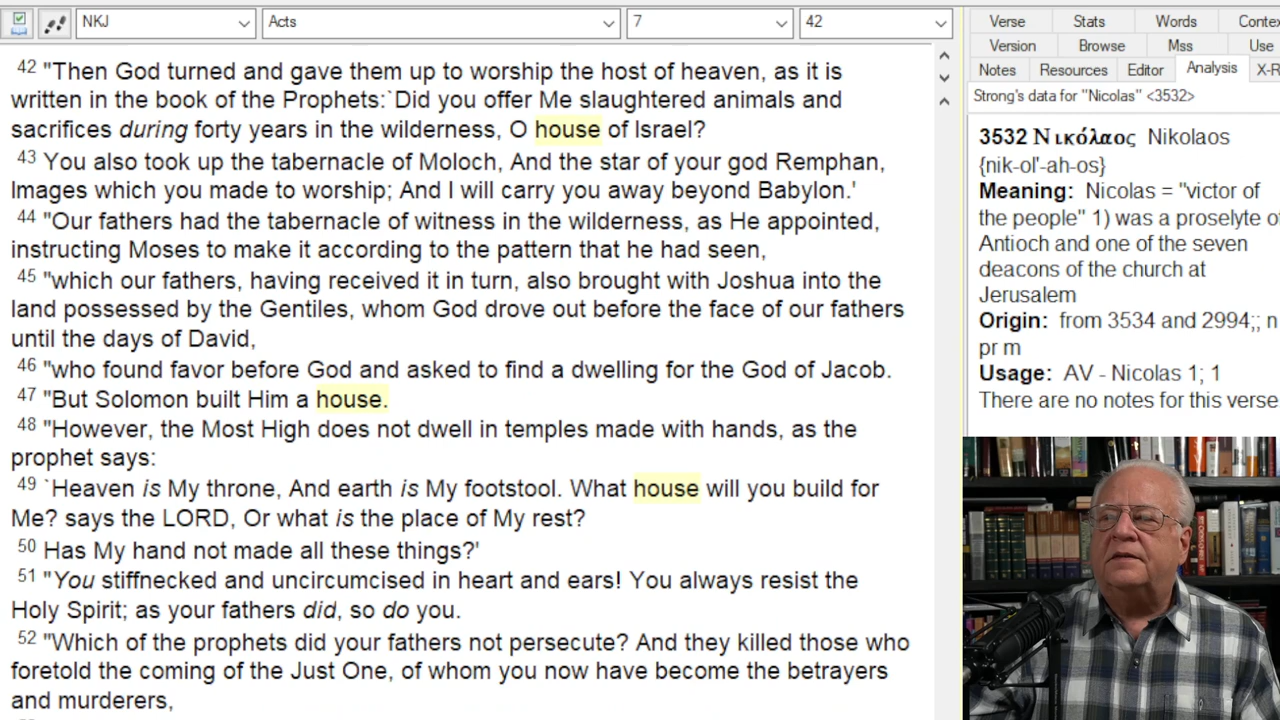 NKJ Acts 7 42
42 "Then God turned and gave them up to worship the host of heaven, as it is
written in the book of the Prophets:`Did you offer Me slaughtered animals and
sacrifices during forty years in the wilderness, O house of Israel?
43 You also took up the tabernacle of Moloch, And the star of your god Remphan,
Images which you made to worship; And I will carry you away beyond Babylon.'
44 "Our fathers had the tabernacle of witness in the wilderness, as He appointed,
instructing Moses to make it according to the pattern that he had seen,
45 "which our fathers, having received it in turn, also brought with Joshua into the
land possessed by the Gentiles, whom God drove out before the face of our fathers
until the days of David,
46 "who found favor before God and asked to find a dwelling for the God of Jacob.
47 "But Solomon built Him a house.
48 "However, the Most High does not dwell in temples made with hands, as the
prophet says:
49 `Heaven is My throne, And earth is My footstool. What house will you build for
Me? says the LORD, Or what is the place of My rest?
50 Has My hand not made all these things?'
51 "You stiffnecked and uncircumcised in heart and ears! You always resist the
Holy Spirit; as your fathers did, so do you.
52 "Which of the prophets did your fathers not persecute? And they killed those who
foretold the coming of the Just One, of whom you now have become the betrayers
and murderers,
Verse Stats Words Contex
Version Browse Mss Use
Notes Resources Editor Analysis X-R
Strong's data for "Nicolas" <3532>
3532 Νικόλαος Nikolaos
{nik-ol'-ah-os}
Meaning: Nicolas = "victor of
the people" 1) was a proselyte of
Antioch and one of the seven
deacons of the church at
Jerusalem
Origin: from 3534 and 2994;; n
pr m
Usage: AV - Nicolas 1; 1
There are no notes for this verse